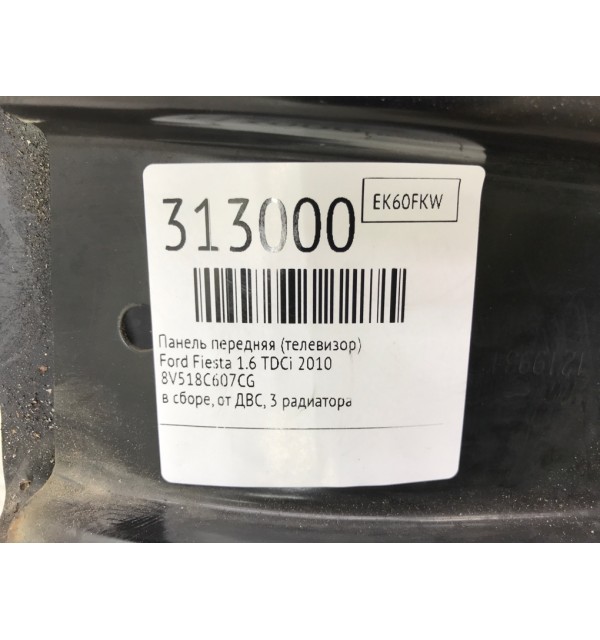 313000
EK60FKW
Панель передняя (телевизор)
Ford Fiesta 1.6 TDCi 2010
8V518C607CG
в сборе, от ДВС, 3 радиатора